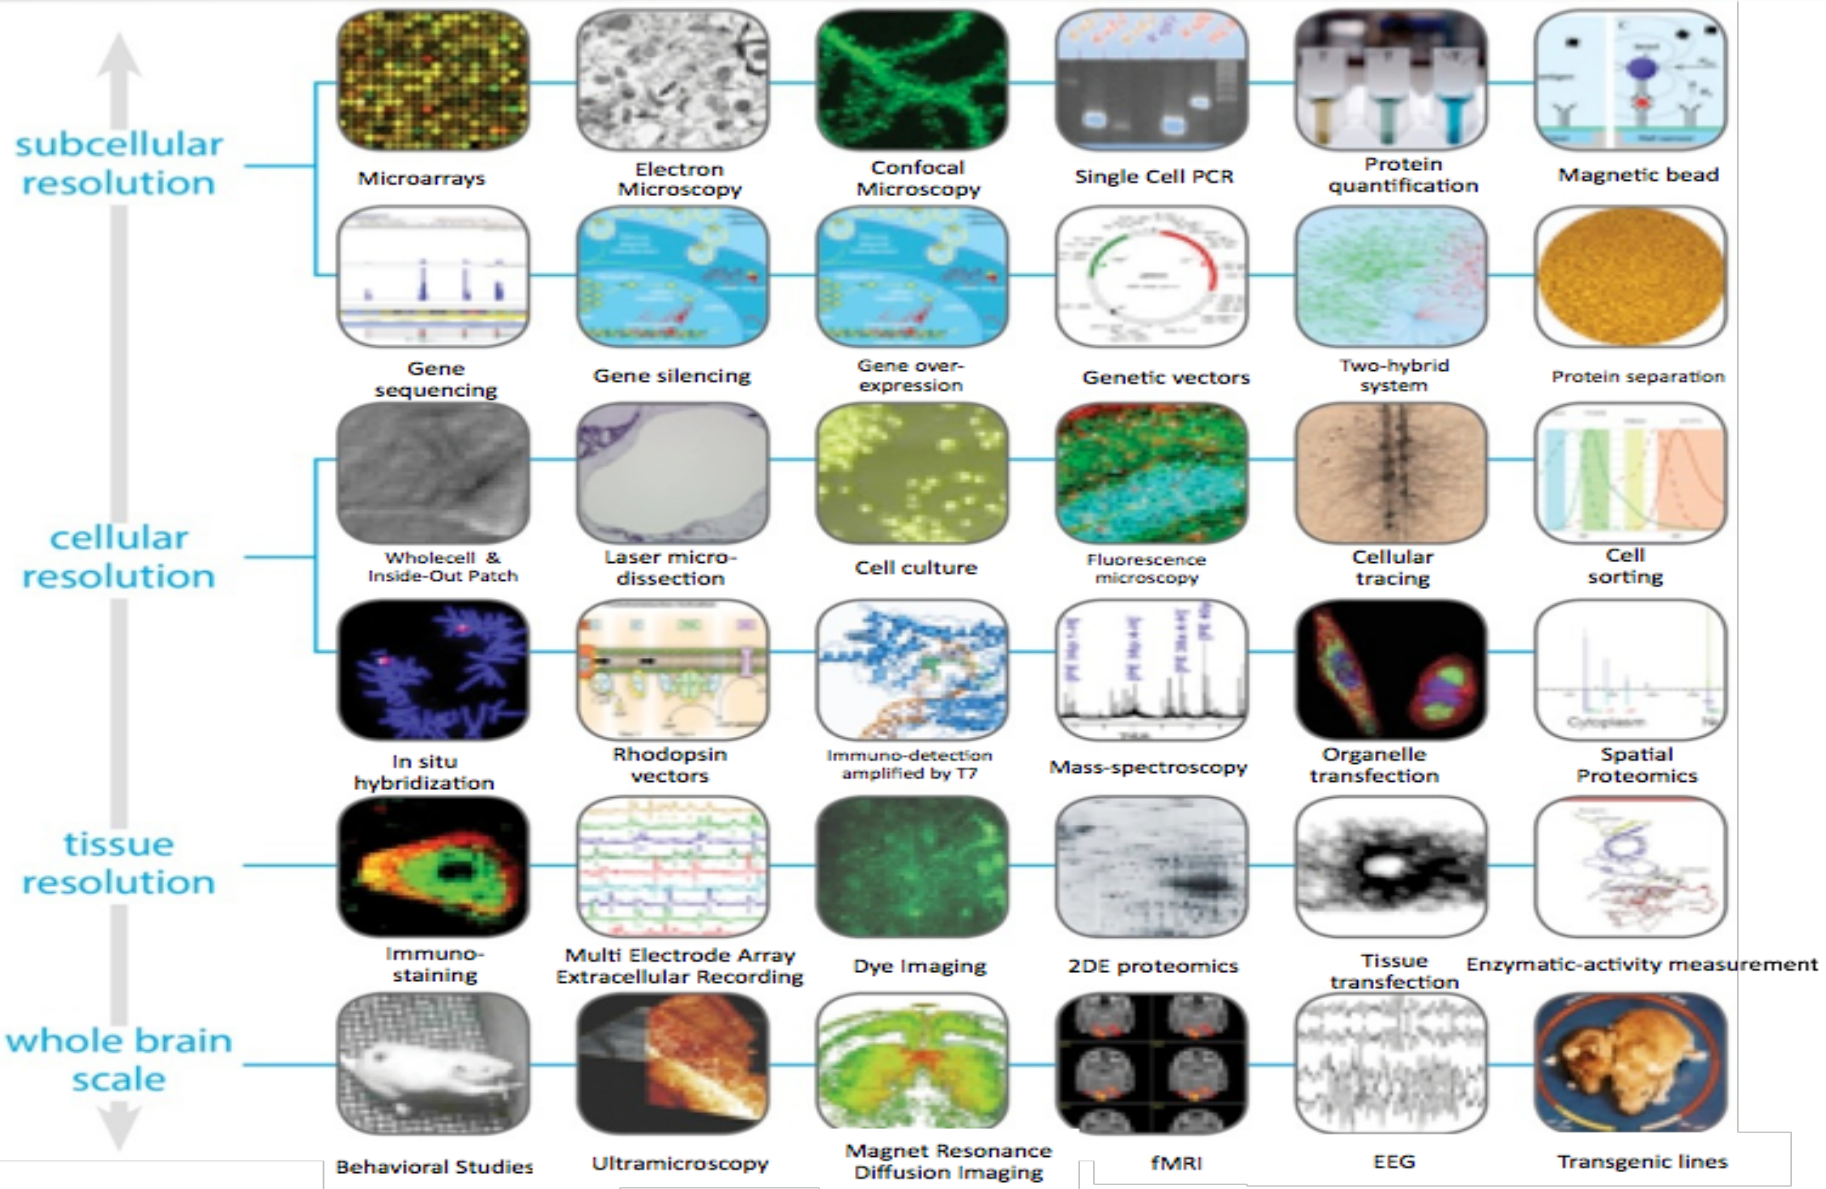 subcellular
resolution
Microarrays
Electron
Microscopy
Confocal
Microscopy
Single Cell PCR
Protein
quantification
Magnetic bead
Gene
sequencing
Gene silencing
Gene over-
expression
Genetic vectors
Two-hybrid
system
Protein separation
cellular
resolution
Wholecell &
Inside-Out Patch
Laser micro-
dissection
Cell culture
Fluorescence
microscopy
Cellular
tracing
Cell
sorting
In situ
hybridization
Rhodopsin
vectors
Immuno-detection
amplified by T7
Mass-spectroscopy
Organelle
transfection
Cytoplasm
Spatial
Proteomics
tissue
resolution
Immuno-
staining
Multi Electrode Array
Extracellular Recording
Dye Imaging
2DE proteomics
Tissue
transfection
Enzymatic-activity measurement
whole brain
scale
Behavioral Studies
Ultramicroscopy
Magnet Resonance
Diffusion Imaging
fMRI
EEG
Transgenic lines